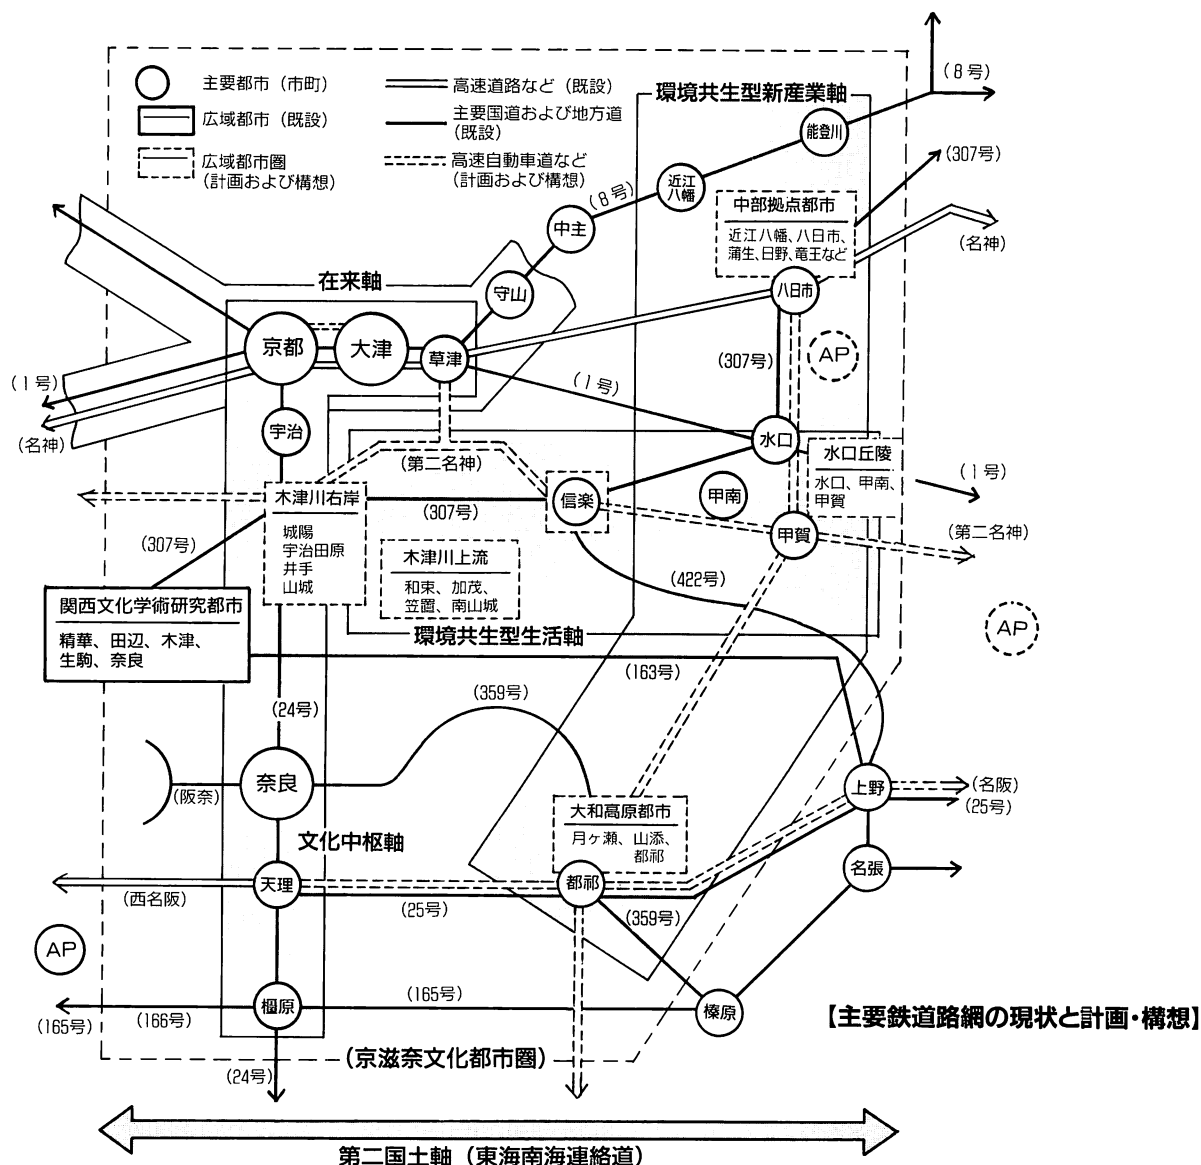 主要都市（市町）
広域都市（既設）
広域都市圏
（計画および構想）
高速道路など（既設）
主要国道および地方道
（既設）
高速自動車道など
（計画および構想）
環境共生型新産業軸
（8号）
能登川
（307号）
近江
八幡
（8号）
中主
中部拠点都市
近江八幡、八日市、
蒲生、日野、竜王など
（名神）
在来軸
守山
八日市
京都
大津
草津
（307号）
AP
（1号）
（1号）
（名神）
宇治
水口
（第二名神）
水口丘陵
水口、甲南、
甲賀
（1号）
木津川右岸
城陽
宇治田原
井手
山城
（307号）
信楽
甲南
甲賀
（第二名神）
（307号）
木津川上流
和束、加茂、
笠置、南山城
（422号）
関西文化学術研究都市
精華、田辺、木津、
生駒、奈良
環境共生型生活軸
AP
（163号）
（24号）
（359号）
奈良
（阪奈）
上野
（名阪）
（25号）
大和高原都市
月ヶ瀬、山添、
都祁
文化中枢軸
天理
（西名阪）
（25号）
都祁
（359号）
名張
AP
橿原
（165号）
（166号）
（165号）
榛原
【主要鉄道路網の現状と計画・構想】
（京滋奈文化都市圏）
（24号）
第二国土軸（東海南海連絡道）